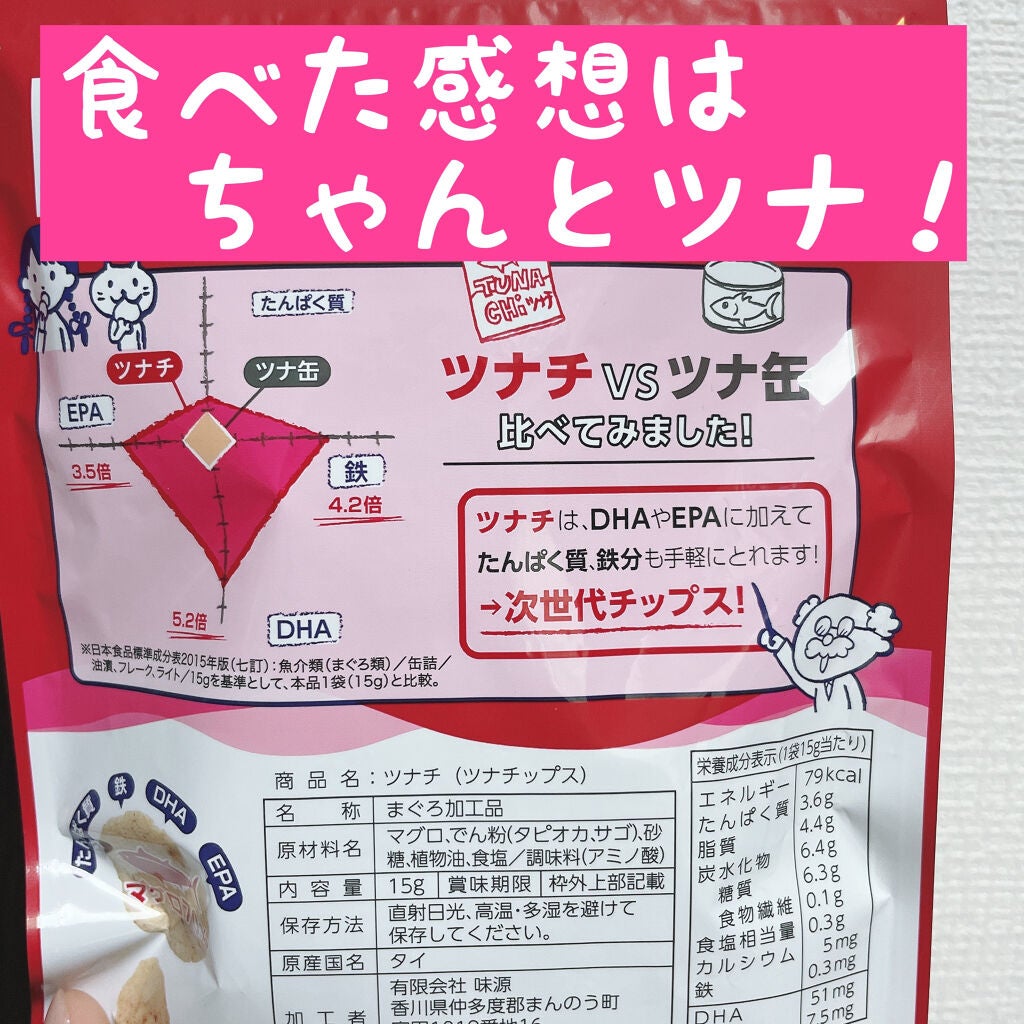 食べた感想は
ちゃんとツナ!
TUNA
CHiツナチ
たんぱく質
ツナチ
ツナ缶
EPA
3.5倍
鉄
4.2倍
5.2倍
DHA
※日本食品標準成分表2015年版(七訂):魚介類(まぐろ類)/缶詰/
油漬、フレーク、ライト/15gを基準として、本品1袋(15g)と比較。
ツナチ VS ツナ缶
比べてみました!
ツナチは、DHAやEPAに加えて
たんぱく質、鉄分も手軽にとれます!
→次世代チップス!
たんぱく質
鉄
DHA
EPA
商品名:ツナチ(ツナチップス)
名称 まぐろ加工品
原材料名 マグロ、でん粉(タピオカ、サゴ)、砂
糖、植物油、食塩/調味料(アミノ酸)
内容量 15g 賞味期限 枠外上部記載
保存方法 直射日光、高温・多湿を避けて
保存してください。
原産国名 タイ
加工者 有限会社 味源
香川県仲多度郡まんのう町
栄養成分表示(1袋15g当たり)
エネルギー 79kcal
たんぱく質 3.6g
脂質 4.4g
炭水化物 6.4g
糖質 6.3g
食物繊維 0.1g
食塩相当量 0.3g
カルシウム 5mg
鉄 0.3mg
DHA 51mg
7.5mg